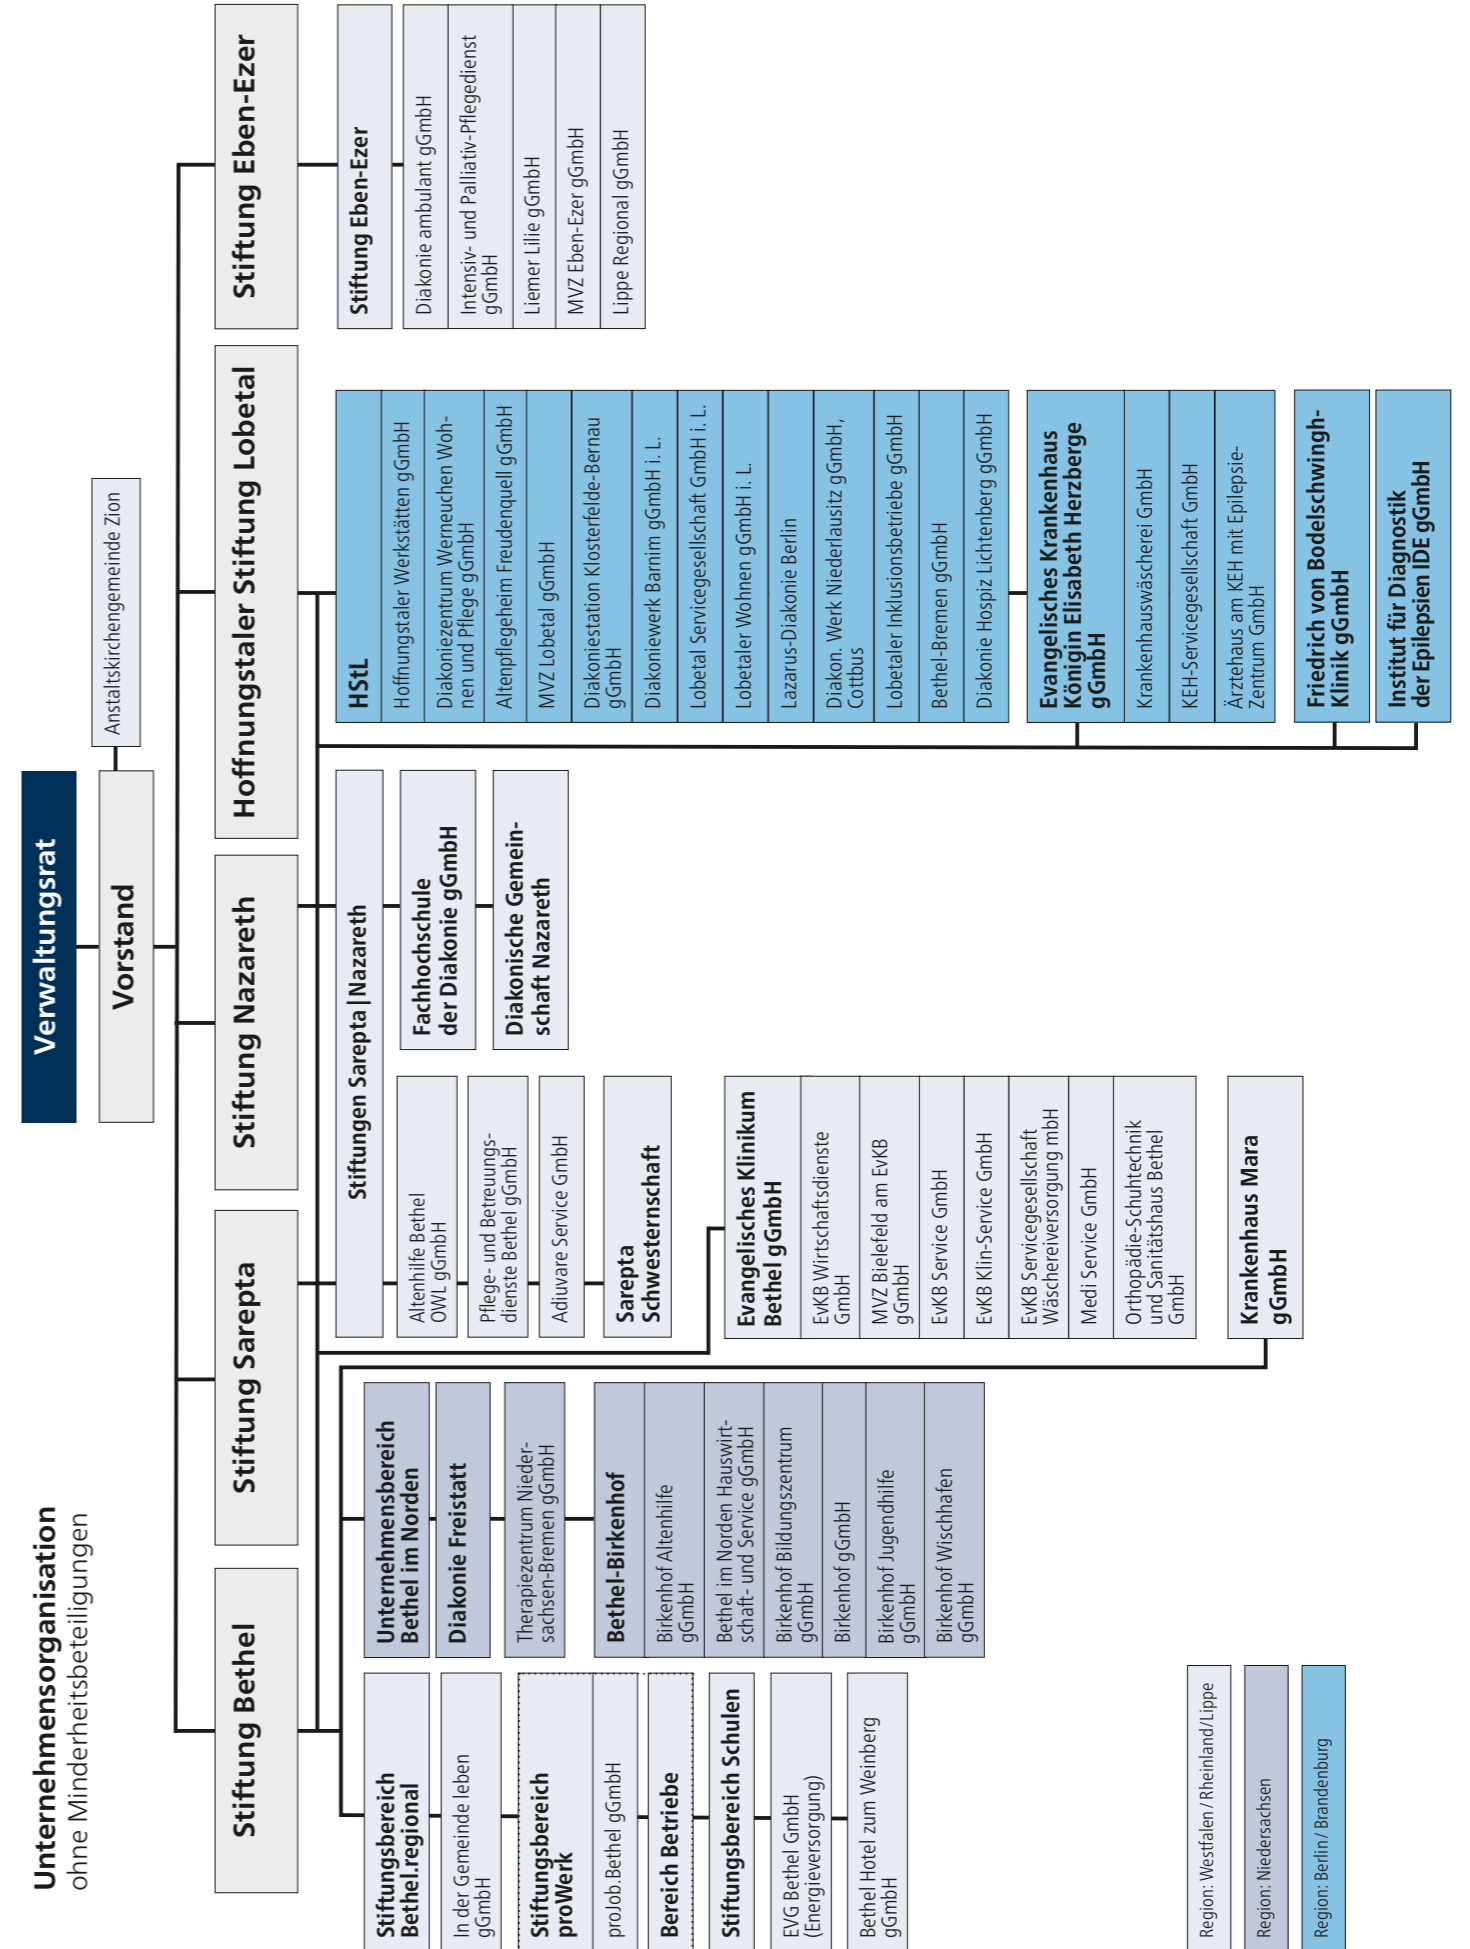 Unternehmensorganisation
ohne Minderheitsbeteiligungen
Verwaltungsrat
Vorstand
Anstaltskirchengemeinde Zion
Stiftung Bethel
Stiftung Sarepta
Stiftung Nazareth
Hoffnungstaler Stiftung Lobetal
Stiftung Eben-Ezer
Stiftungsbereich
Bethel.regional
In der Gemeinde leben
gGmbH
Stiftungsbereich
proWerk
proJob.Bethel gGmbH
Bereich Betriebe
Stiftungsbereich Schulen
EVG Bethel GmbH
(Energieversorgung)
Bethel Hotel zum Weinberg
gGmbH
Unternehmensbereich
Bethel im Norden
Diakonie Freistatt
Therapiezentrum Nieder-
sachsen-Bremen gGmbH
Bethel-Birkenhof
Birkenhof Altenhilfe
gGmbH
Bethel im Norden Hauswirt-
schaft- und Service gGmbH
Birkenhof Bildungszentrum
gGmbH
Birkenhof gGmbH
Birkenhof Jugendhilfe
gGmbH
Birkenhof Wischhafen
gGmbH
Stiftungen Sarepta|Nazareth
Altenhilfe Bethel
OWL gGmbH
Pflege- und Betreuungs-
dienste Bethel gGmbH
Adiuvare Service GmbH
Sarepta
Schwesternschaft
Fachhochschule
der Diakonie gGmbH
Diakonische Gemein-
schaft Nazareth
Evangelisches Klinikum
Bethel gGmbH
EvKB Wirtschaftsdienste
GmbH
MVZ Bielefeld am EvKB
gGmbH
EvKB Service GmbH
EvKB Klin-Service GmbH
EvKB Servicegesellschaft
Wäschereiversorgung mbH
Medi Service GmbH
Orthopädie-Schuhtechnik
und Sanitätshaus Bethel
GmbH
Krankenhaus Mara
gGmbH
HStL
Hoffnungstaler Werkstätten gGmbH
Diakoniezentrum Werneuchen Woh-
nen und Pflege gGmbH
Altenpflegeheim Freudenquell gGmbH
MVZ Lobetal gGmbH
Diakoniestation Klosterfelde-Bernau
gGmbH
Diakoniewerk Barnim gGmbH i. L.
Lobetal Servicegesellschaft GmbH i. L.
Lobetaler Wohnen gGmbH i. L.
Lazarus-Diakonie Berlin
Diakon. Werk Niederlausitz gGmbH,
Cottbus
Lobetaler Inklusionsbetriebe gGmbH
Bethel-Bremen gGmbH
Diakonie Hospiz Lichtenberg gGmbH
Evangelisches Krankenhaus
Königin Elisabeth Herzberge
gGmbH
Krankenhauswäscherei GmbH
KEH-Servicegesellschaft GmbH
Ärztehaus am KEH mit Epilepsie-
Zentrum GmbH
Friedrich von Bodelschwingh-
Klinik gGmbH
Institut für Diagnostik
der Epilepsien IDE gGmbH
Stiftung Eben-Ezer
Diakonie ambulant gGmbH
Intensiv- und Palliativ-Pflegedienst
gGmbH
Liemer Lilie gGmbH
MVZ Eben-Ezer gGmbH
Lippe Regional gGmbH
Region: Westfalen / Rheinland/Lippe
Region: Niedersachsen
Region: Berlin / Brandenburg